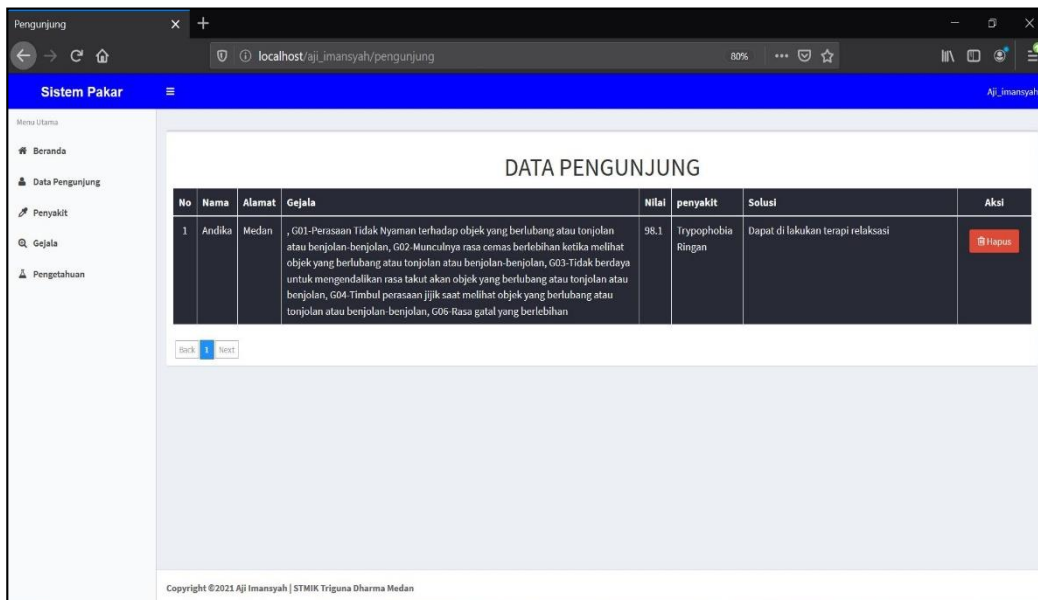 Pengunjung
localhost/aji_imansyah/pengunjung
80%
Sistem Pakar
Aji_imansyah
Menu Utama
Beranda
Data Pengunjung
Penyakit
Gejala
Pengetahuan
DATA PENGUNJUNG
No Nama Alamat Gejala Nilai penyakit Solusi Aksi
1 Andika Medan , G01-Perasaan Tidak Nyaman terhadap objek yang berlubang atau tonjolan 98.1 Trypophobia Dapat di lakukan terapi relaksasi
atau benjolan-benjolan, G02-Munculnya rasa cemas berlebihan ketika melihat Ringan Hapus
objek yang berlubang atau tonjolan atau benjolan-benjolan, G03-Tidak berdaya
untuk mengendalikan rasa takut akan objek yang berlubang atau tonjolan atau
benjolan, G04-Timbul perasaan jijik saat melihat objek yang berlubang atau
tonjolan atau benjolan-benjolan, G06-Rasa gatal yang berlebihan
Back 1 Next
Copyright ©2021 Aji Imansyah | STMIK Triguna Dharma Medan